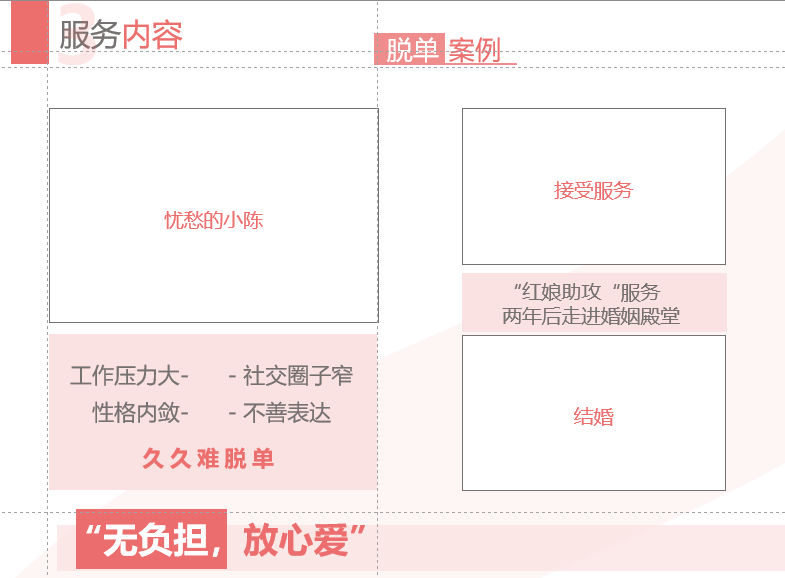 3
服务内容
脱单 案例
忧愁的小陈
工作压力大- - 社交圈子窄
性格内敛- - 不善表达
久久难脱单
接受服务
“红娘助攻“服务
两年后走进婚姻殿堂
结婚
“无负担，放心爱”